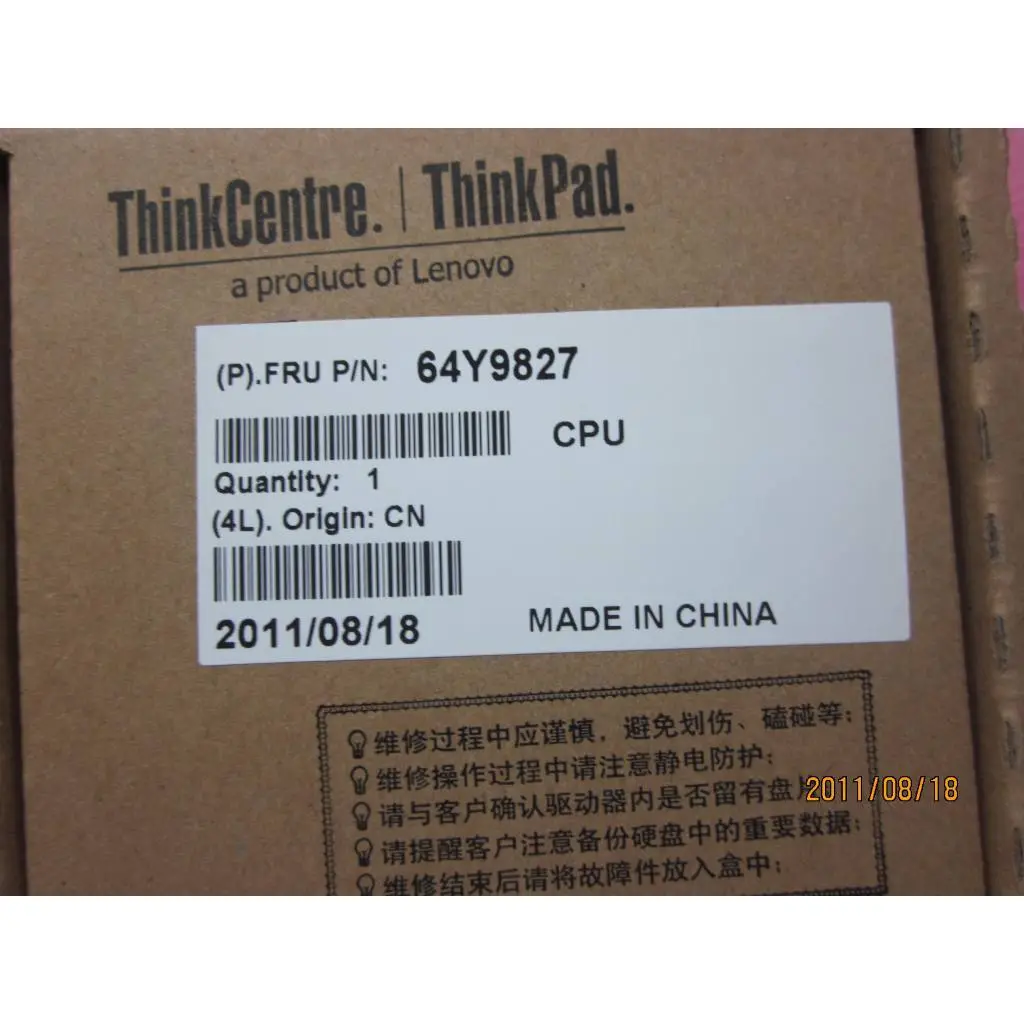 ThinkCentre. | ThinkPad.
a product of Lenovo
(P).FRU P/N: 64Y9827
CPU
Quantity: 1
(4L). Origin: CN
2011/08/18 MADE IN CHINA
维修过程中应谨慎，避免划伤、磕碰等;
维修操作过程中请注意静电防护;
请与客户确认驱动器内是否留有盘
2011/08/18
请提醒客户注意备份硬盘中的重要数据;
维修结束后请将故障件放入盒中;